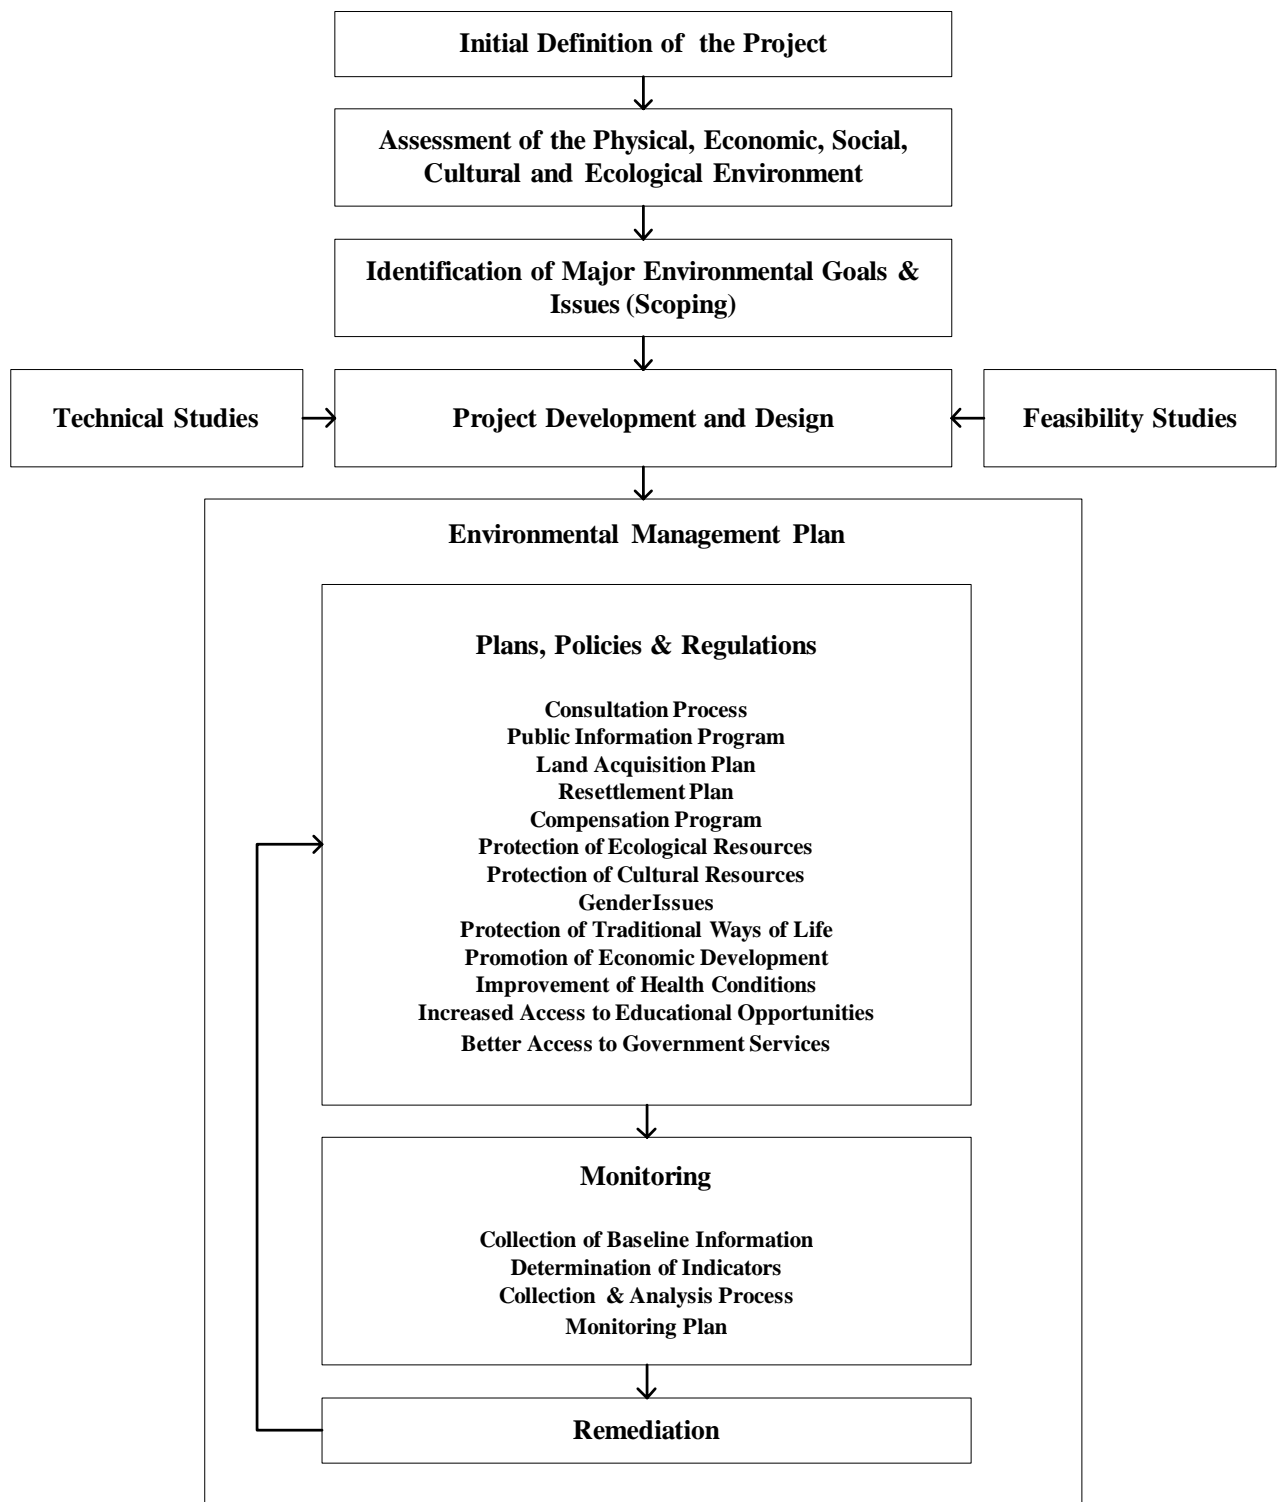 Initial Definition of the Project
Assessment of the Physical, Economic, Social,
Cultural and Ecological Environment
Identification of Major Environmental Goals &
Issues (Scoping)
Technical Studies
Project Development and Design
Feasibility Studies
Environmental Management Plan
Plans, Policies & Regulations
Consultation Process
Public Information Program
Land Acquisition Plan
Resettlement Plan
Compensation Program
Protection of Ecological Resources
Protection of Cultural Resources
Gender Issues
Protection of Traditional Ways of Life
Promotion of Economic Development
Improvement of Health Conditions
Increased Access to Educational Opportunities
Better Access to Government Services
Monitoring
Collection of Baseline Information
Determination of Indicators
Collection & Analysis Process
Monitoring Plan
Remediation